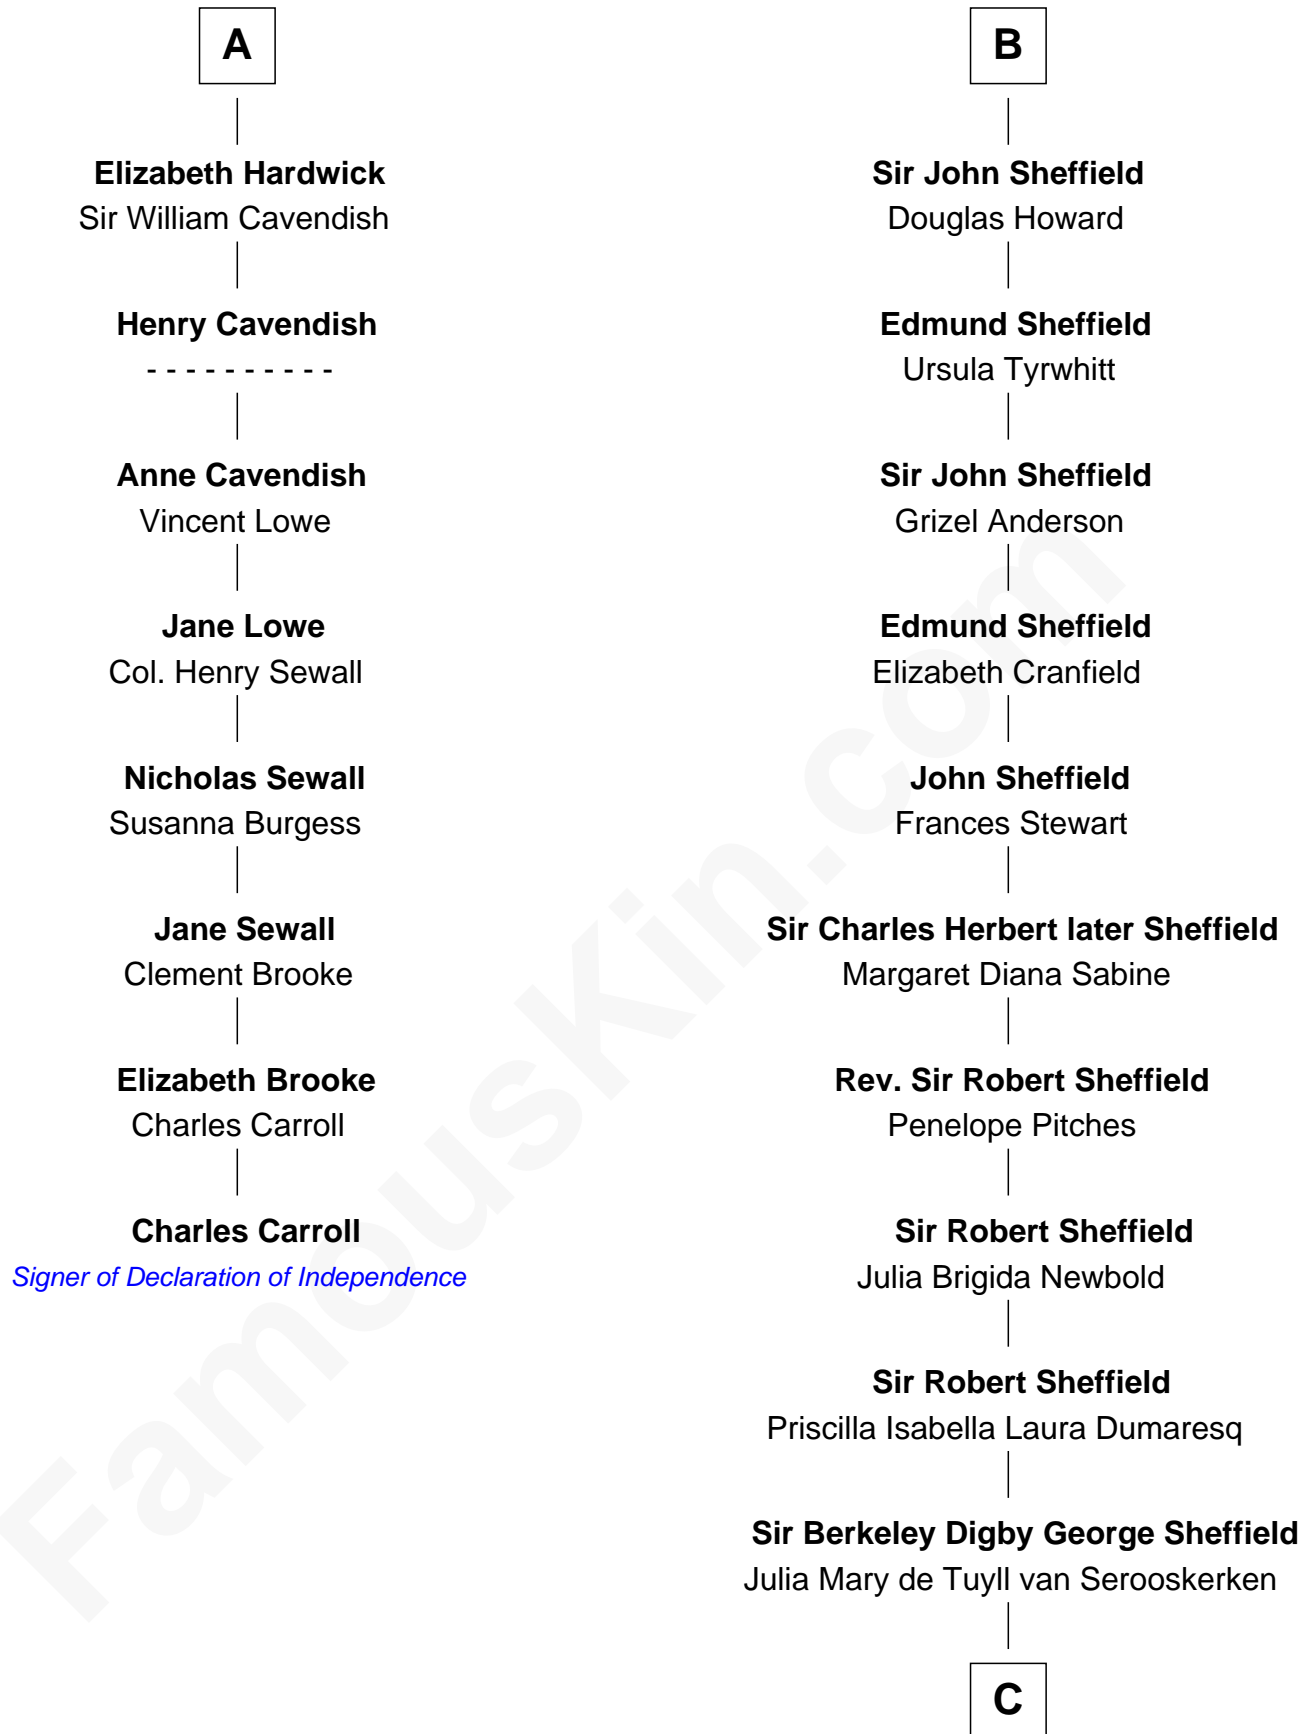 A
Elizabeth Hardwick
Sir William Cavendish
Henry Cavendish
- - - - - - - - - -
Anne Cavendish
Vincent Lowe
Jane Lowe
Col. Henry Sewall
Nicholas Sewall
Susanna Burgess
Jane Sewall
Clement Brooke
Elizabeth Brooke
Charles Carroll
Charles Carroll
Signer of Declaration of Independence
B
Sir John Sheffield
Douglas Howard
Edmund Sheffield
Ursula Tyrwhitt
Sir John Sheffield
Grizel Anderson
Edmund Sheffield
Elizabeth Cranfield
John Sheffield
Frances Stewart
Sir Charles Herbert later Sheffield
Margaret Diana Sabine
Rev. Sir Robert Sheffield
Penelope Pitches
Sir Robert Sheffield
Julia Brigida Newbold
Sir Robert Sheffield
Priscilla Isabella Laura Dumaresq
Sir Berkeley Digby George Sheffield
Julia Mary de Tuyll van Serooskerken
C
FamousKin.com